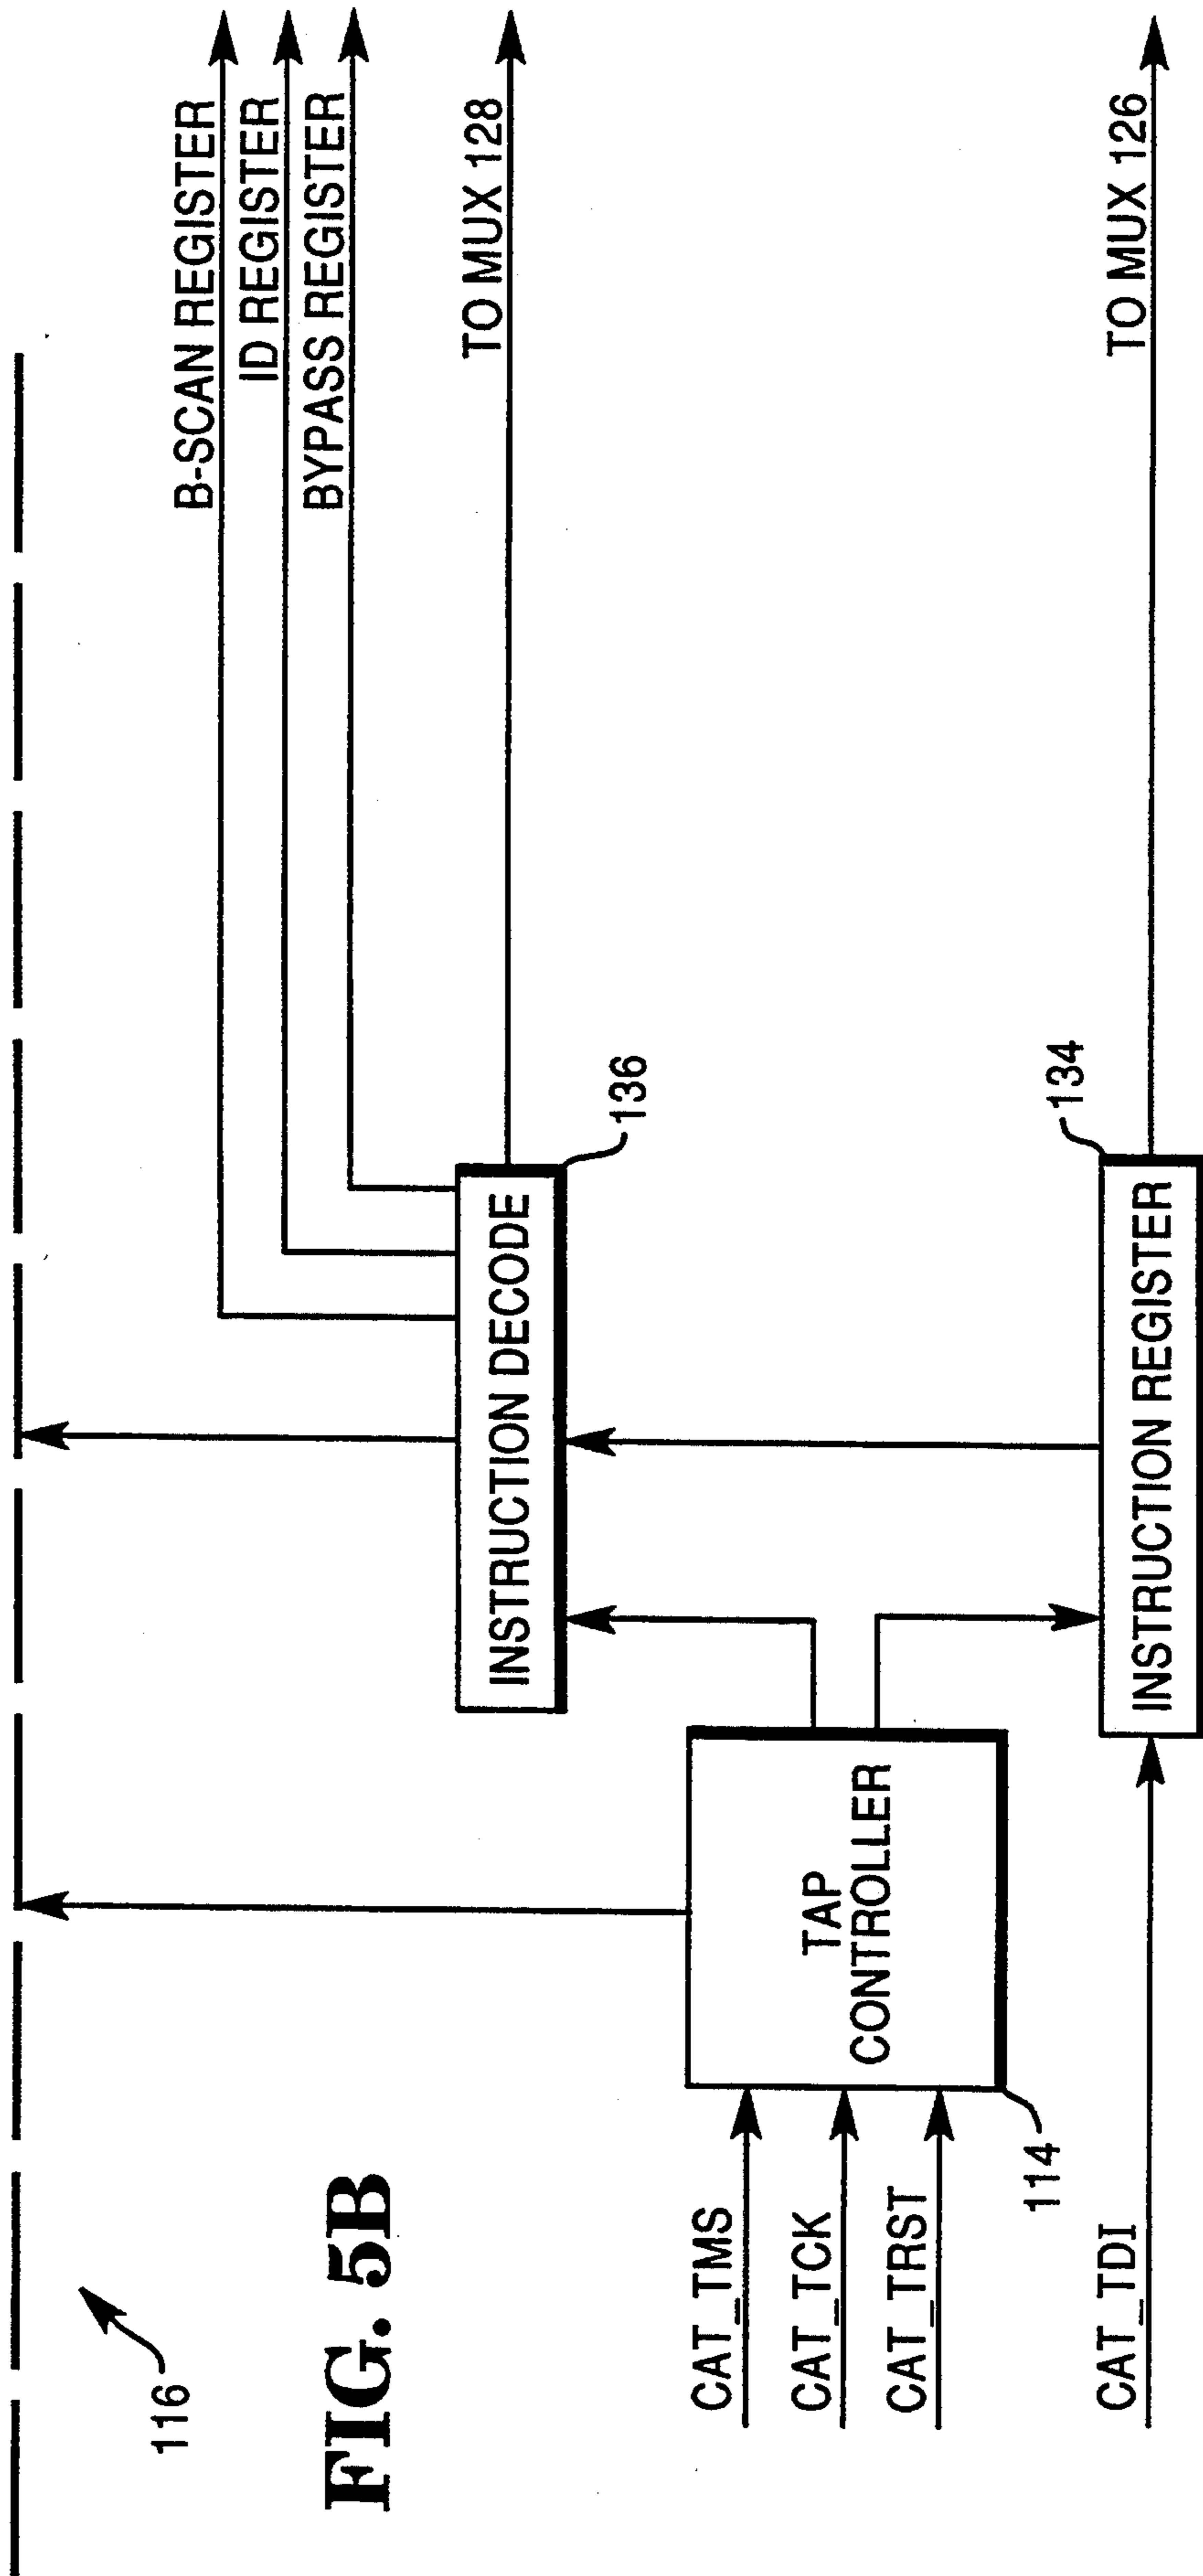 116
FIG. 5B
B-SCAN REGISTER
ID REGISTER
BYPASS REGISTER
TO MUX 128
INSTRUCTION DECODE
136
CAT_TMS
CAT_TCK
CAT_TRST
TAP
CONTROLLER
114
CAT_TDI
INSTRUCTION REGISTER
134
TO MUX 126